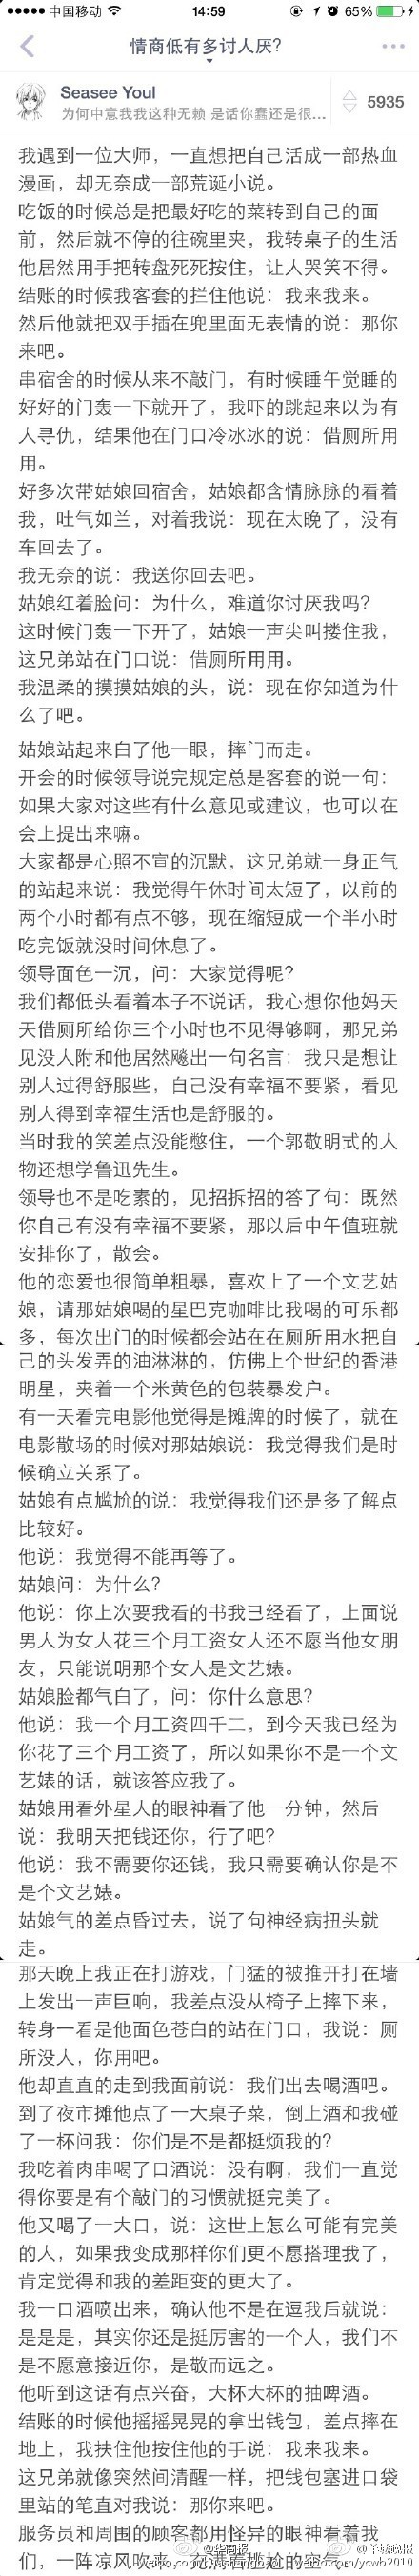 中国移动 14:59 65%
情商低有多讨人厌?
Seasee Youl
为何中意我我这种无赖 是话你蠢还是很... 5935
我遇到一位大师，一直想把自己活成一部热血
漫画，却无奈成一部荒诞小说。
吃饭的时候总是把最好吃的菜转到自己的面
前，然后就不停的往碗里夹，我转桌子的生活
他居然用手把转盘死死按住，让人哭笑不得。
结账的时候我客套的拦住他说：我来我来。
然后他就把双手插在兜里面无表情的说：那你
来吧。
串宿舍的时候从来不敲门，有时候睡午觉睡的
好好的门轰一下就开了，我吓的跳起来以为有
人寻仇，结果他在门口冷冰冰的说：借厕所用
用。
好多次带姑娘回宿舍，姑娘都含情脉脉的看着
我，吐气如兰，对着我说：现在太晚了，没有
车回去了。
我无奈的说：我送你回去吧。
姑娘红着脸问：为什么，难道你讨厌我吗?
这时候门轰一下开了，姑娘一声尖叫搂住我，
这兄弟站在门口说：借厕所用用。
我温柔的摸摸姑娘的头，说：现在你知道为什
么了吧。
姑娘站起来白了他一眼，摔门而走。
开会的时候领导说完规定总是客套的说一句：
如果大家对这些有什么意见或建议，也可以在
会上提出来嘛。
大家都是心照不宣的沉默，这兄弟就一身正气
的站起来说：我觉得午休时间太短了，以前的
两个小时都有点不够，现在缩短成一个半小时
吃完饭就没时间休息了。
领导面色一沉，问：大家觉得呢?
我们都低头看着本子不说话，我心想你他妈天
天借厕所给你三个小时也不见得够啊，那兄弟
见没人附和他居然飚出一句名言：我只是想让
别人过得舒服些，自己没有幸福不要紧，看见
别人得到幸福生活也是舒服的。
当时我的笑差点没能憋住，一个郭敬明式的人
物还想学鲁迅先生。
领导也不是吃素的，见招拆招的答了句：既然
你自己有没有幸福不要紧，那以后中午值班就
安排你了，散会。
他的恋爱也很简单粗暴，喜欢上了一个文艺姑
娘，请那姑娘喝的星巴克咖啡比我喝的可乐都
多，每次出门的时候都会站在在厕所用水把自
己的头发弄的油淋淋的，仿佛上个世纪的香港
明星，夹着一个米黄色的包装暴发户。
有一天看完电影他觉得是摊牌的时候了，就在
电影散场的时候对那姑娘说：我觉得我们是时
候确立关系了。
姑娘有点尴尬的说：我觉得我们还是多了解点
比较好。
他说：我觉得不能再等了。
姑娘问：为什么?
他说：你上次要我看的书我已经看了，上面说
男人为女人花三个月工资女人还不愿当他女朋
友，只能说明那个女人是文艺婊。
姑娘脸都气白了，问：你什么意思?
他说：我一个月工资四千二，到今天我已经为
你花了三个月工资了，所以如果你不是一个文
艺婊的话，就该答应我了。
姑娘用看外星人的眼神看了他一分钟，然后
说：我明天把钱还你，行了吧?
他说：我不需要你还钱，我只需要确认你是不
是个文艺婊。
姑娘气的差点昏过去，说了句神经病扭头就
走。
那天晚上我正在打游戏，门猛的被推开打在墙
上发出一声巨响，我差点没从椅子上摔下来，
转身一看是他面色苍白的站在门口，我说：厕
所没人，你用吧。
他却直直的走到我面前说：我们出去喝酒吧。
到了夜市摊他点了一大桌子菜，倒上酒和我碰
了一杯问我：你们是不是都挺烦我的?
我吃着肉串喝了口酒说：没有啊，我们一直觉
得你要是有个敲门的习惯就挺完美了。
他又喝了一大口，说：这世上怎么可能有完美
的人，如果我变成那样你们更不愿搭理我了，
肯定觉得和我的差距变的更大了。
我一口酒喷出来，确认他不是在逗我后就说：
是是是，其实你还是挺厉害的一个人，我们不
是不愿意接近你，是敬而远之。
他听到这话有点兴奋，大杯大杯的抽啤酒。
结账的时候他摇摇晃晃的拿出钱包，差点摔在
地上，我扶住他按住他的手说：我来我来。
这兄弟就像突然间清醒一样，把钱包塞进口袋
里站的笔直对我说：那你来吧。
服务员和周围的顾客都用怪异的眼神看着我
们，一阵凉风吹来，
@华商报
@羊城晚报
weibo.com/ycwb2010